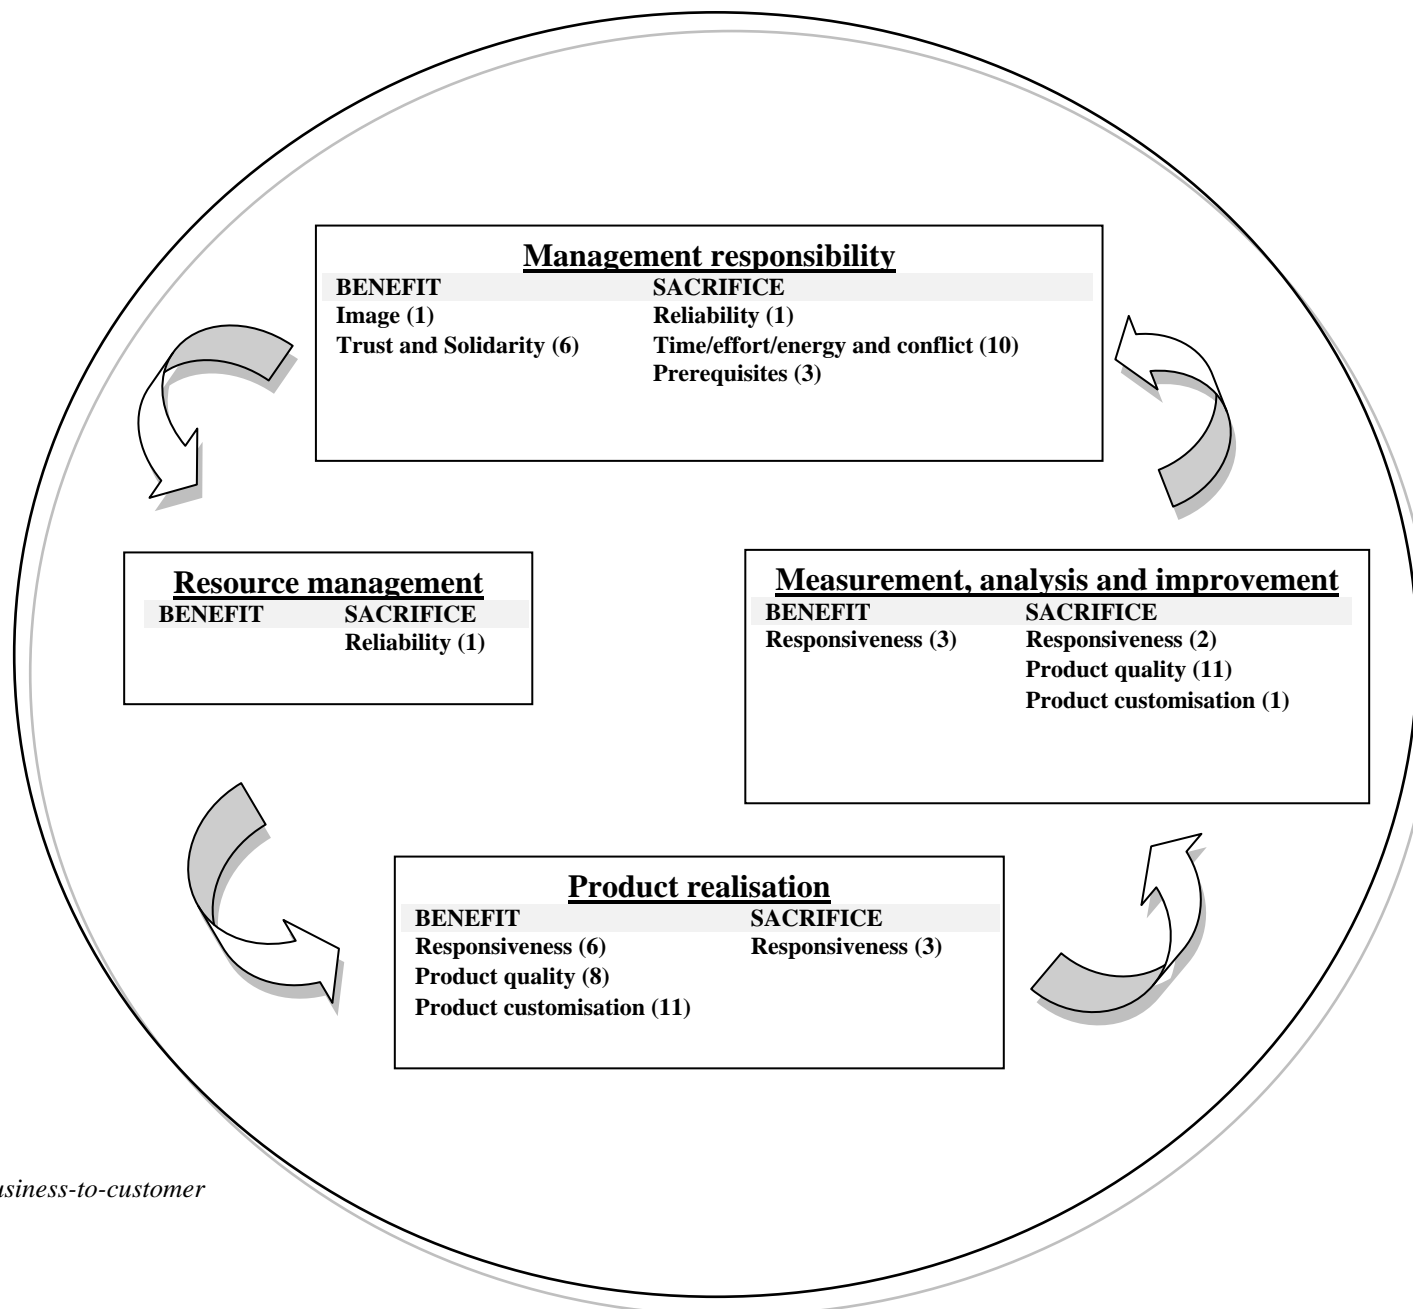 Management responsibility
BENEFIT SACRIFICE
Image (1) Reliability (1)
Trust and Solidarity (6) Time/effort/energy and conflict (10)
Prerequisites (3)
Resource management
BENEFIT SACRIFICE
Reliability (1)
Measurement, analysis and improvement
BENEFIT SACRIFICE
Responsiveness (3) Responsiveness (2)
Product quality (11)
Product customisation (1)
Product realisation
BENEFIT SACRIFICE
Responsiveness (6) Responsiveness (3)
Product quality (8)
Product customisation (11)
usiness-to-customer